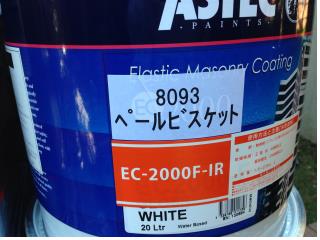 ASTEC
PAINTS
Elastic Masonry Coating
8093
ペールビスケット
EC-2000F-IR
WHITE
20 Ltr Water Based